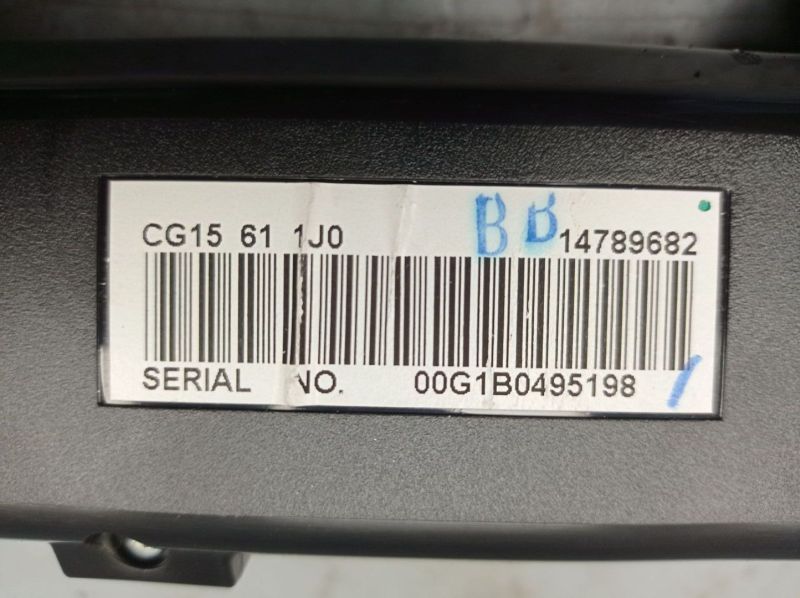 CG15 61 1J0 BB 14789682
SERIAL NO. 00G1B0495198